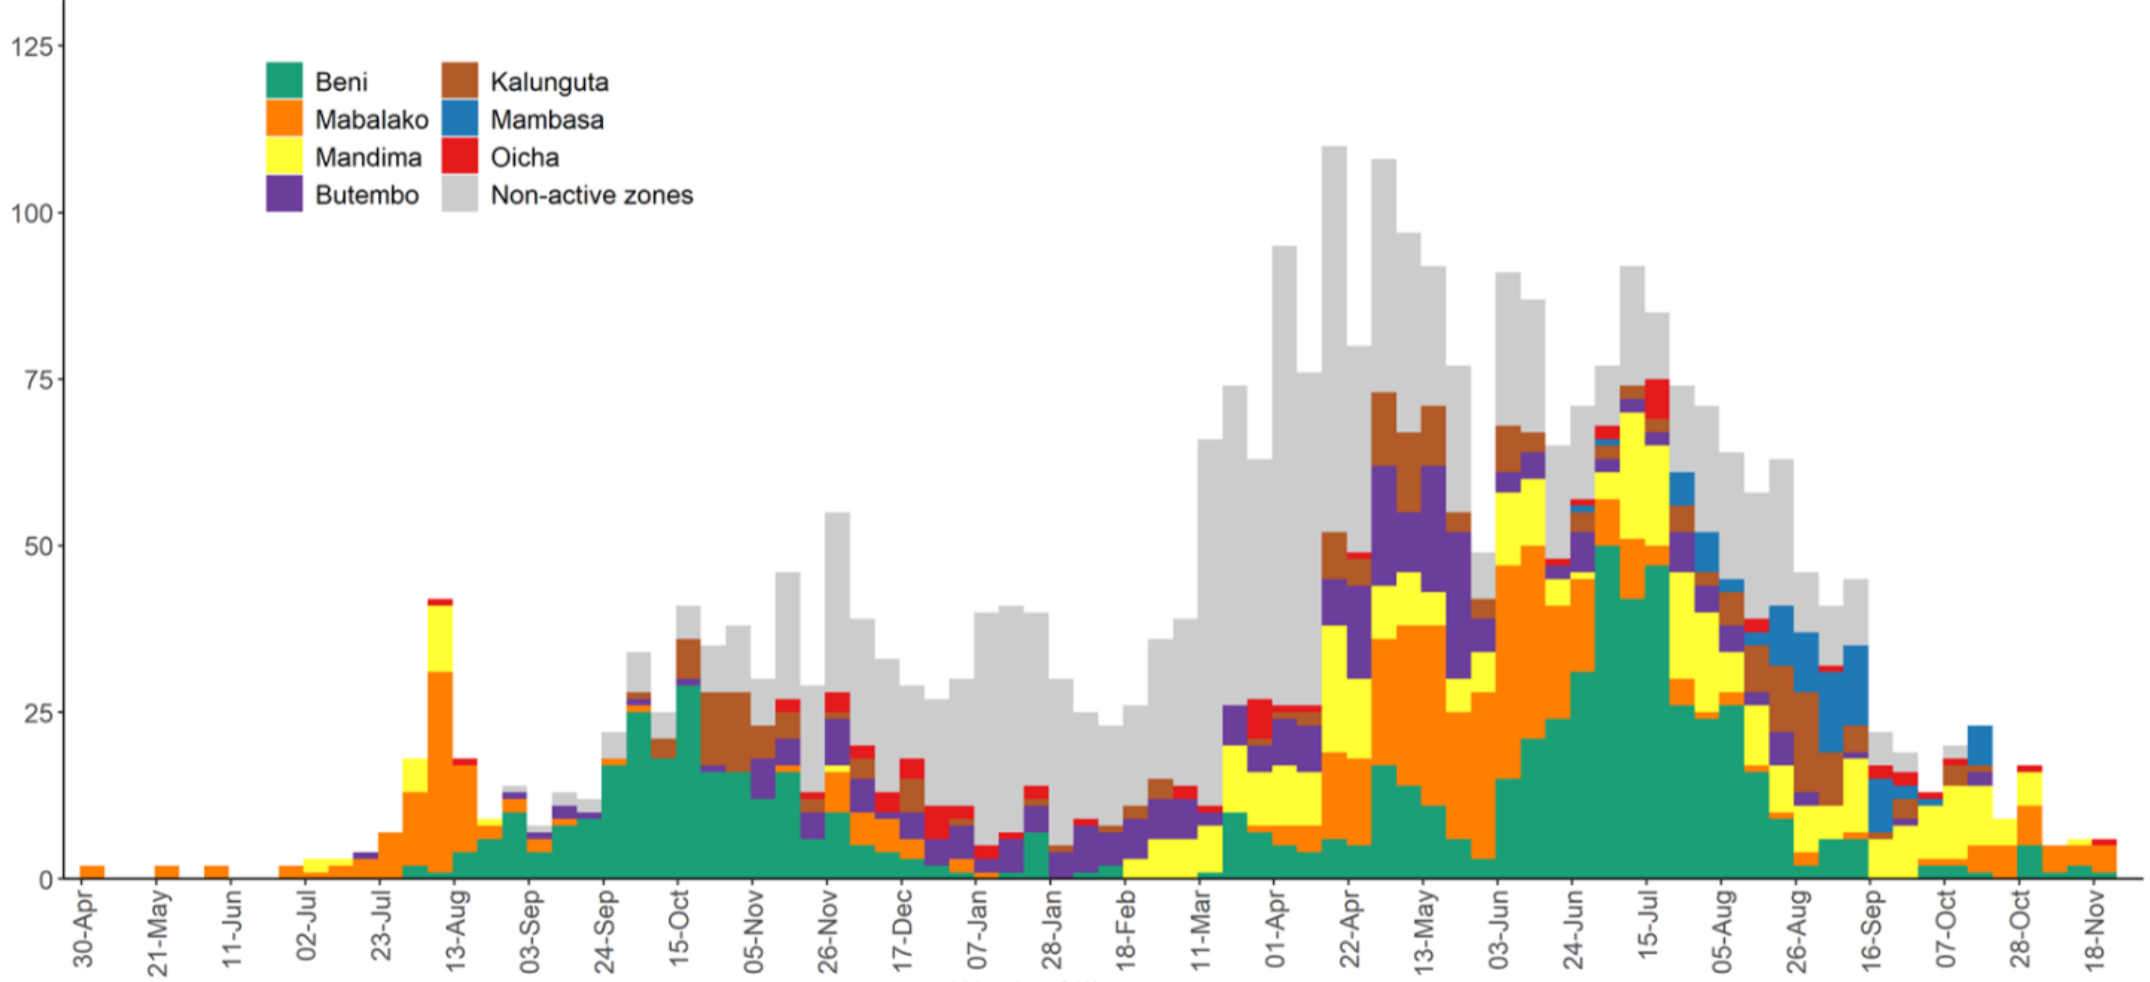 125
100
75
50
25
0
Beni
Mabalako
Mandima
Butembo
Kalunguta
Mambasa
Oicha
Non-active zones
30-Apr
21-May
11-Jun
02-Jul
23-Jul
13-Aug
03-Sep
24-Sep
15-Oct
05-Nov
26-Nov
17-Dec
07-Jan
28-Jan
18-Feb
11-Mar
01-Apr
22-Apr
13-May
03-Jun
24-Jun
15-Jul
05-Aug
26-Aug
16-Sep
07-Oct
28-Oct
18-Nov